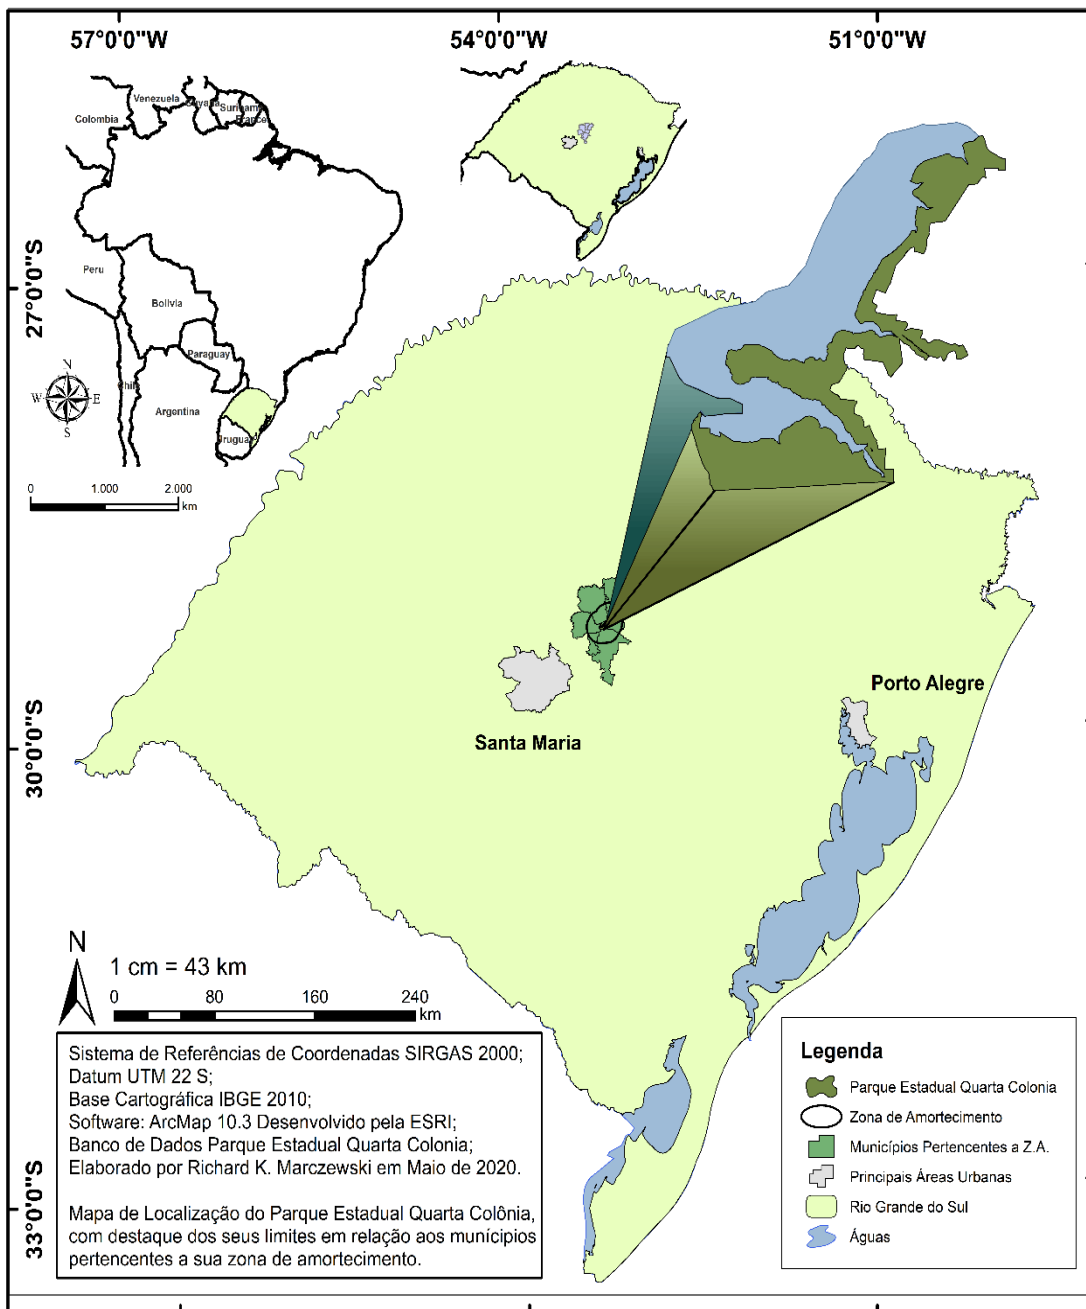 57°0'0"W
54°0'0"W
51°0'0"W
Venezuela
Suriname
France
Colombia
Peru
Bolivia
Paraguay
Chile
Argentina
Uruguai
N
W E
S
0 1.000 2.000
km
27°0'0"S
30°0'0"S
33°0'0"S
Santa Maria
Porto Alegre
N
1 cm = 43 km
0 80 160 240
km
Sistema de Referências de Coordenadas SIRGAS 2000;
Datum UTM 22 S;
Base Cartográfica IBGE 2010;
Software: ArcMap 10.3 Desenvolvido pela ESRI;
Banco de Dados Parque Estadual Quarta Colonia;
Elaborado por Richard K. Marczewski em Maio de 2020.
Mapa de Localização do Parque Estadual Quarta Colônia,
com destaque dos seus limites em relação aos munícipios
pertencentes a sua zona de amortecimento.
Legenda
Parque Estadual Quarta Colonia
Zona de Amortecimento
Municípios Pertencentes a Z.A.
Principais Áreas Urbanas
Rio Grande do Sul
Águas